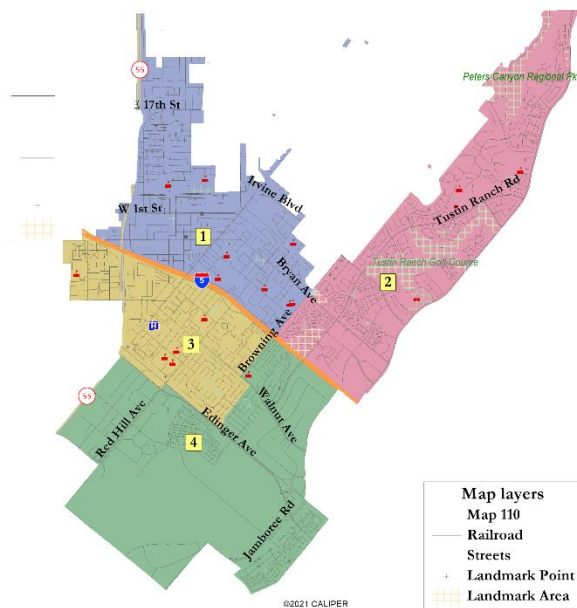 55
Peters Canyon Regional Pk
E 17th St
Tustin Ranch Rd
Irvine Blvd
W 1st St
1
Tustin Ranch Golf Course
Bryan Ave
5
2
H
3
Browning Ave
55
Walnut Ave
Red Hill Ave
Edinger Ave
4
Jamboree Rd
Map layers
Map 110
Railroad
Streets
Landmark Point
Landmark Area
©2021 CALIPER